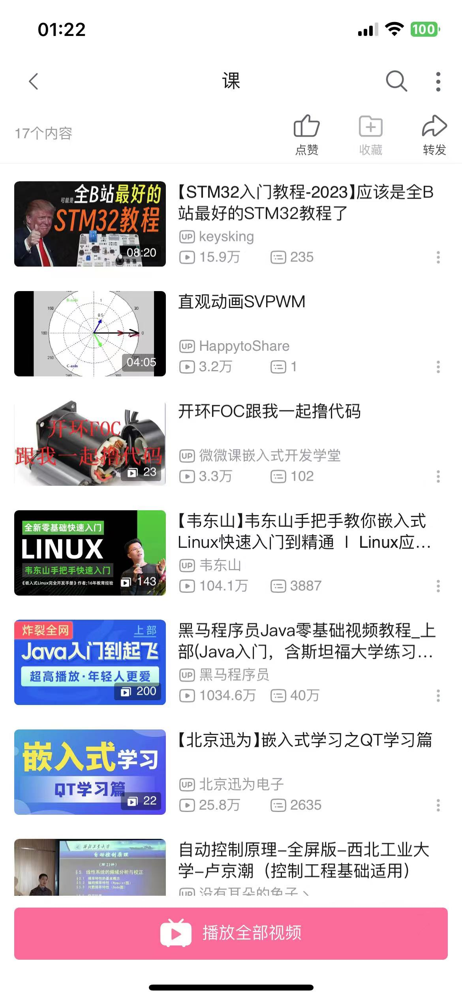 01:22
100
课
17个内容
点赞
收藏
转发
可能是全B站最好的
STM32教程
08:20
【STM32入门教程-2023】应该是全B
站最好的STM32教程了
UP keysking
15.9万 235
B-axis
1
150
30
0.5
180
0
210
330
C-axis
240
300
04:05
直观动画SVPWM
UP HappytoShare
3.2万 1
开环FOC
跟我一起撸代码
23
开环FOC跟我一起撸代码
UP 微微课嵌入式开发学堂
3.3万 102
全新零基础快速入门
LINUX
韦东山手把手快速入门
《嵌入式Linux完全开发手册》作者;16年教育经验
143
【韦东山】韦东山手把手教你嵌入式
Linux快速入门到精通 | Linux应...
UP 韦东山
104.1万 3887
炸裂全网
上部
Java入门到起飞
超高播放·年轻人更爱
200
黑马程序员Java零基础视频教程_上
部(Java入门，含斯坦福大学练习...
UP 黑马程序员
1034.6万 40万
嵌入式学习
QT学习篇
22
【北京迅为】嵌入式学习之QT学习篇
UP 北京迅为电子
25.8万 2635
西北工业大学
自动控制原理
(第21讲)
§5. 线性系统的频域分析与校正
§5.1 频率特性的基本概念
§5.2 幅相频率特性（Nyquist图）
§5.3 对数频率特性（Bode图）
自动控制原理–全屏版–西北工业大
学–卢京潮（控制工程基础适用）
UP 没有耳朵的兔子
播放全部视频